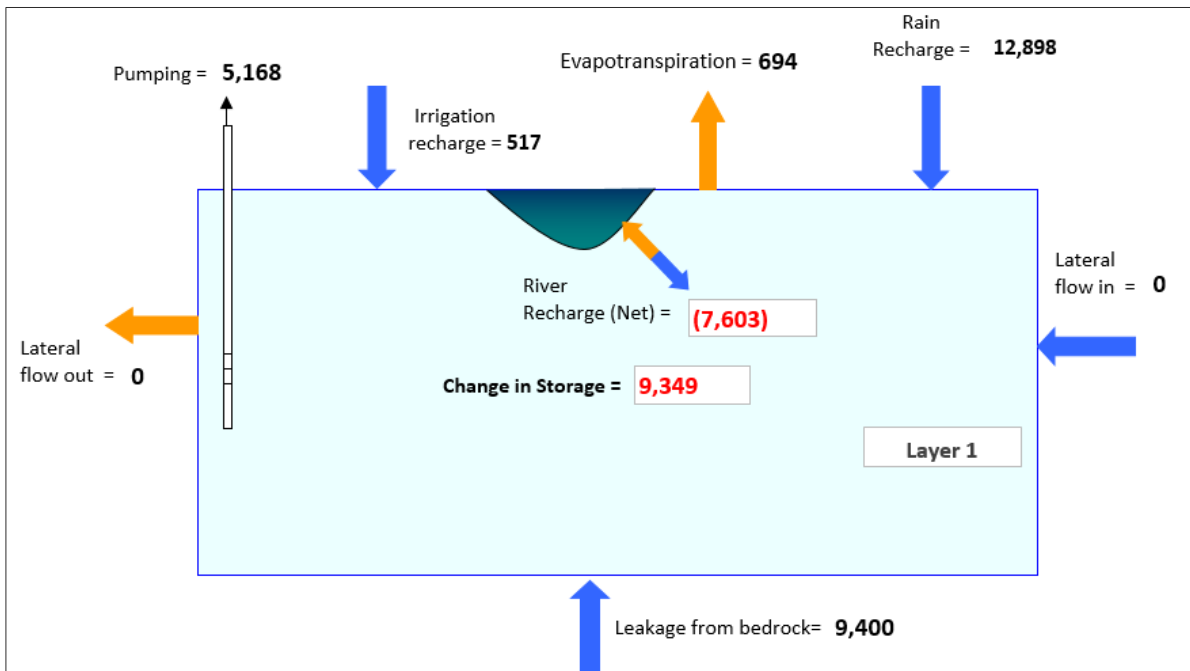 Rain
Recharge = 12,898
Evapotranspiration = 694
Pumping = 5,168
Irrigation
recharge = 517
Lateral
flow in = 0
River
Recharge (Net) = (7,603)
Lateral
flow out = 0
Change in Storage = 9,349
Layer 1
Leakage from bedrock= 9,400